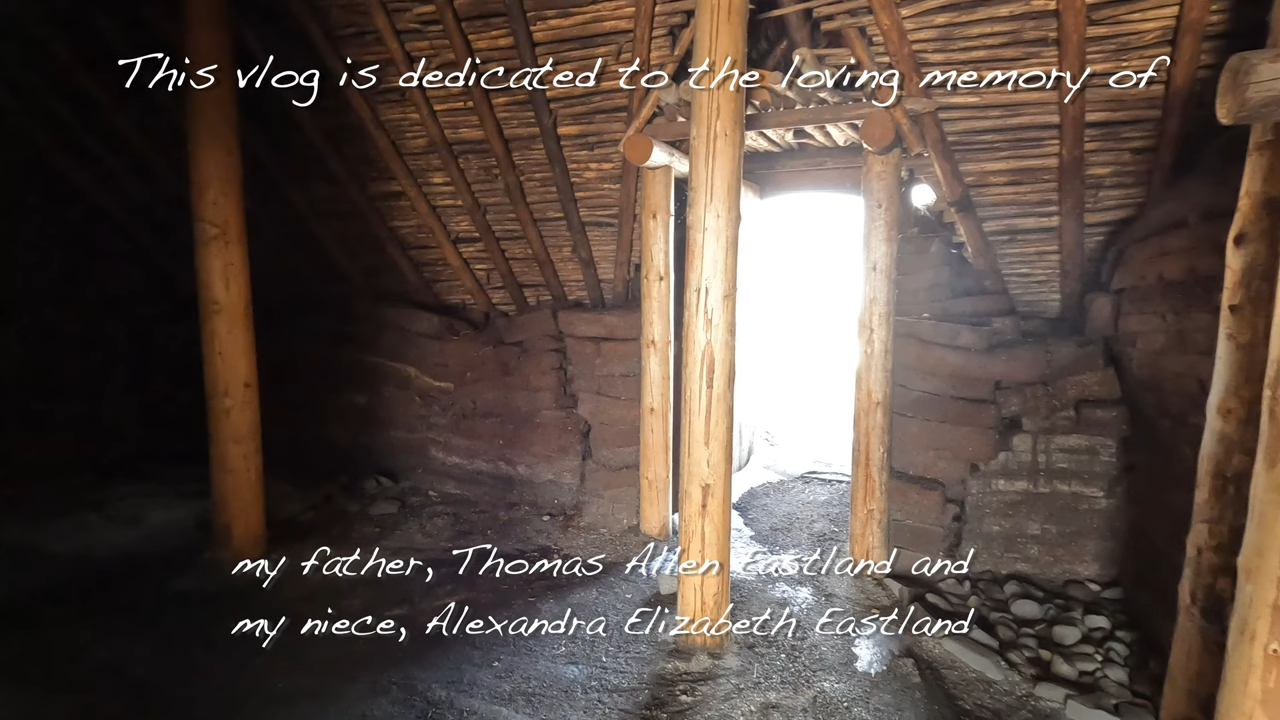 This vlog is dedicated to the loving memory of
my father, Thomas Allen Eastland and
my niece, Alexandra Elizabeth Eastland